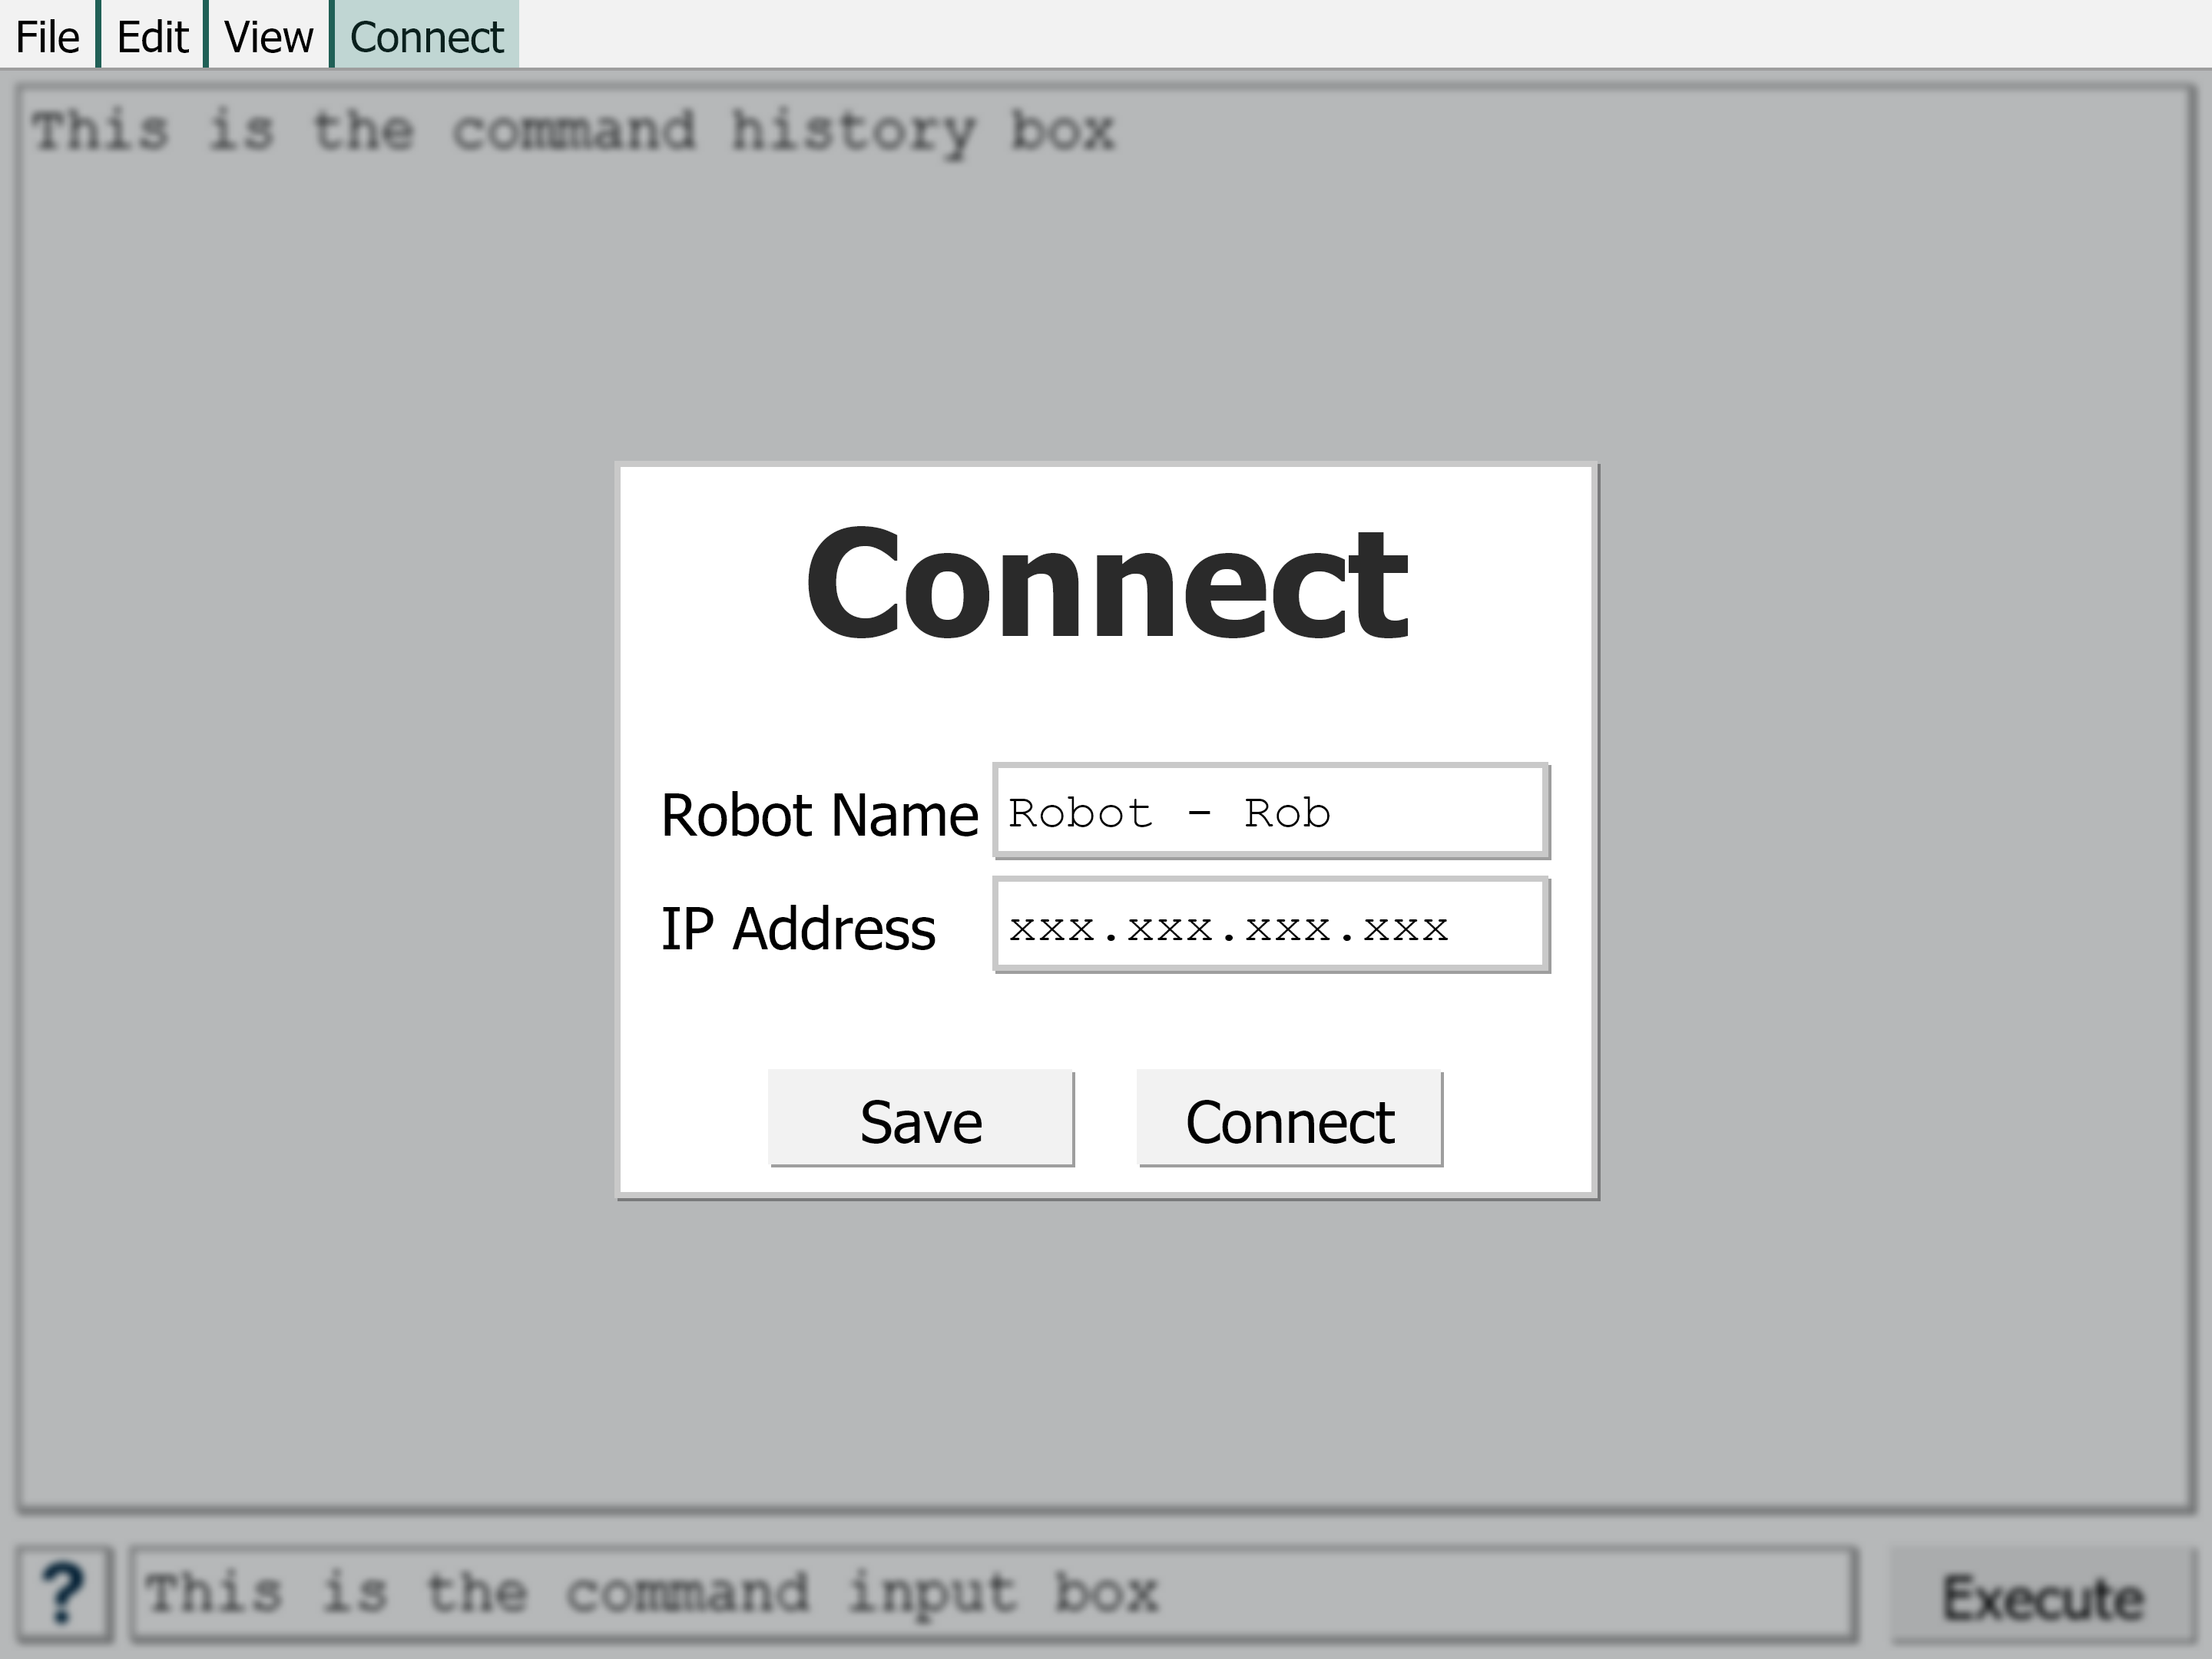 File Edit View Connect
This is the command history box
Connect
Robot Name Robot - Rob
IP Address xxx.xxx.xxx.xxx
Save Connect
? This is the command input box Execute